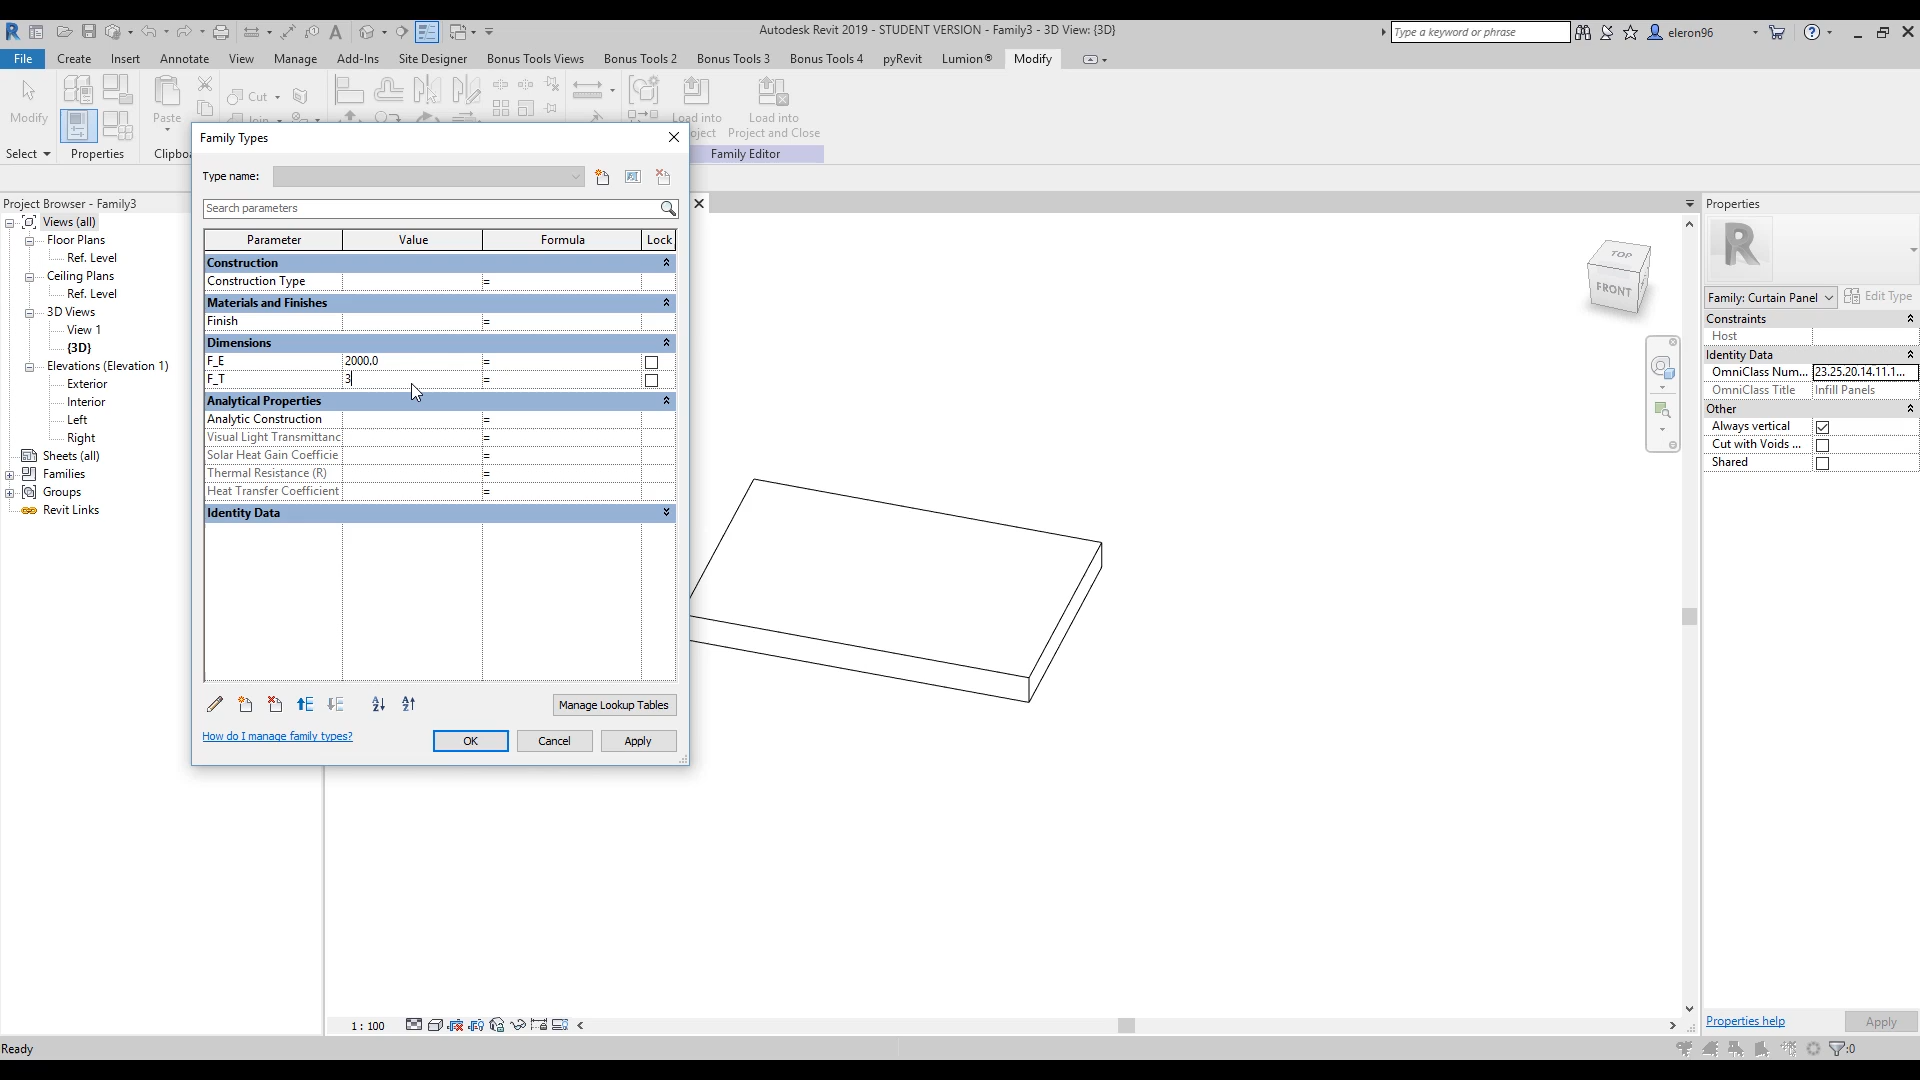 Autodesk Revit 2019 - STUDENT VERSION - Family3 - 3D View: {3D}
Type a keyword or phrase
eleron96
File Create Insert Annotate View Manage Add-Ins Site Designer Bonus Tools Views Bonus Tools 2 Bonus Tools 3 Bonus Tools 4 pyRevit Lumion® Modify
Modify
Paste
Cut
Join
Load into
Project and Close
Select Properties
Family Editor
Family Types
Type name:
Search parameters
Parameter Value Formula Lock
Construction
Construction Type =
Materials and Finishes
Finish =
Dimensions
F_E 2000.0 =
F_T 3 =
Analytical Properties
Analytic Construction =
Visual Light Transmittanc =
Solar Heat Gain Coefficie =
Thermal Resistance (R) =
Heat Transfer Coefficient =
Identity Data
Manage Lookup Tables
How do I manage family types?
OK Cancel Apply
Project Browser - Family3
Views (all)
Floor Plans
Ref. Level
Ceiling Plans
Ref. Level
3D Views
View 1
{3D}
Elevations (Elevation 1)
Exterior
Interior
Left
Right
Sheets (all)
Families
Groups
Revit Links
TOP
FRONT
Properties
Family: Curtain Panel Edit Type
Constraints
Host
Identity Data
OmniClass Num... 23.25.20.14.11.1...
OmniClass Title Infill Panels
Other
Always vertical
Cut with Voids ...
Shared
Properties help Apply
1 : 100
Ready
:0